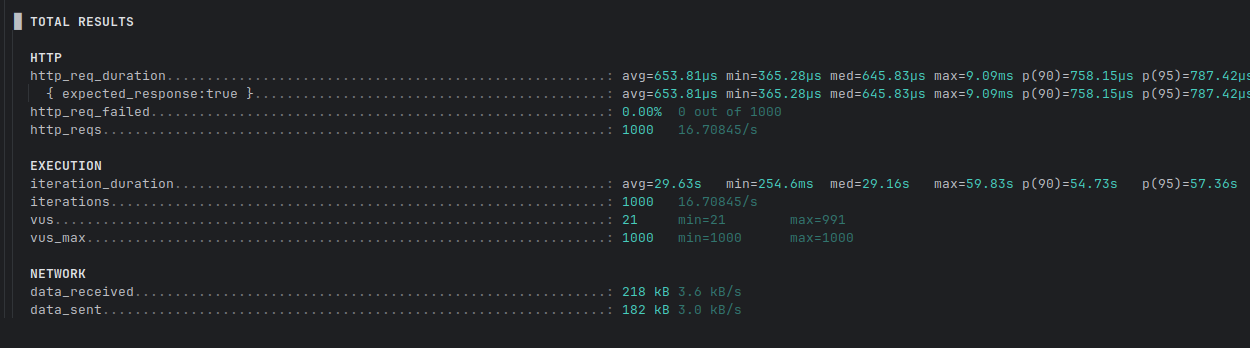 TOTAL RESULTS
HTTP
http_req_duration.......................................................: avg=653.81µs min=365.28µs med=645.83µs max=9.09ms p(90)=758.15µs p(95)=787.42µs
{ expected_response:true }............................................: avg=653.81µs min=365.28µs med=645.83µs max=9.09ms p(90)=758.15µs p(95)=787.42µs
http_req_failed.........................................................: 0.00% 0 out of 1000
http_reqs...............................................................: 1000 16.70845/s
EXECUTION
iteration_duration......................................................: avg=29.63s min=254.6ms med=29.16s max=59.83s p(90)=54.73s p(95)=57.36s
iterations..............................................................: 1000 16.70845/s
vus.....................................................................: 21 min=21 max=991
vus_max.................................................................: 1000 min=1000 max=1000
NETWORK
data_received...........................................................: 218 kB 3.6 kB/s
data_sent...............................................................: 182 kB 3.0 kB/s